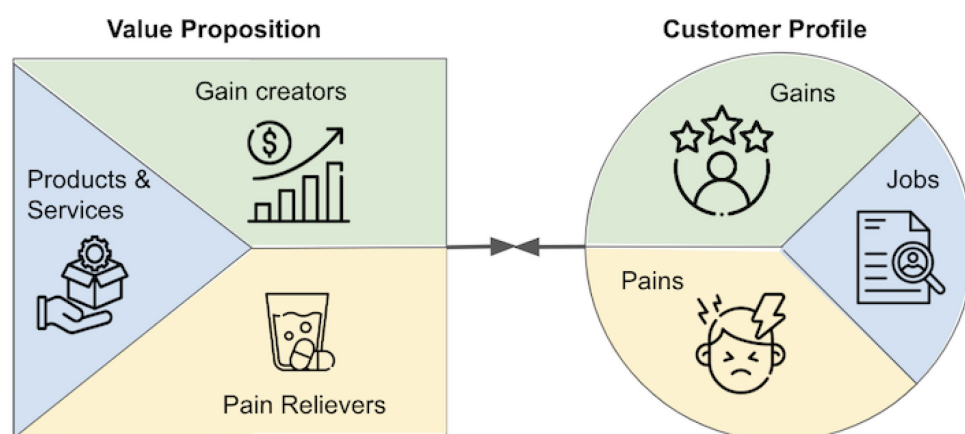 Value Proposition
Customer Profile
Gain creators
$
Products &
Services
Pain Relievers
Gains
Jobs
Pains